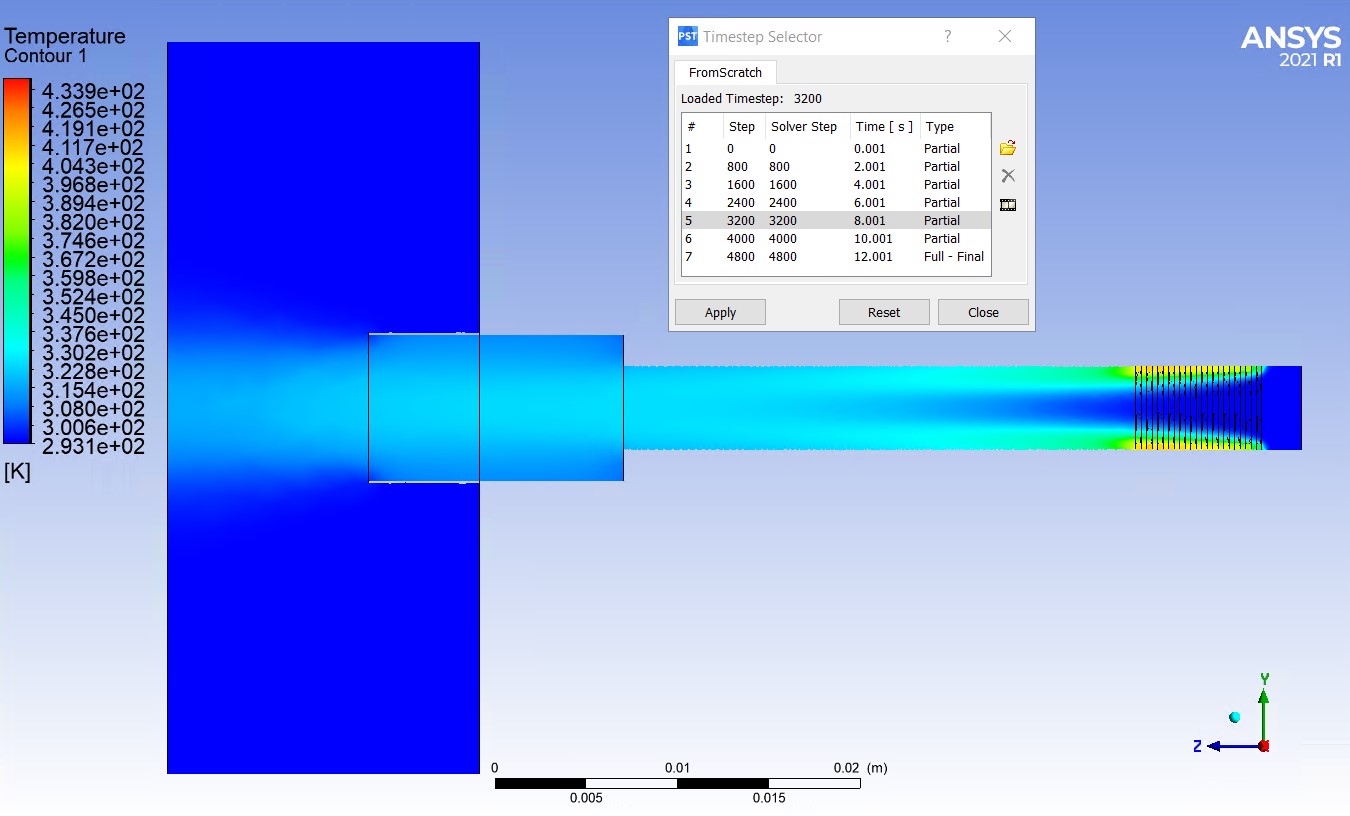 Temperature
Contour 1
4.339e+02
4.265e+02
4.191e+02
4.117e+02
4.043e+02
3.968e+02
3.894e+02
3.820e+02
3.746e+02
3.672e+02
3.598e+02
3.524e+02
3.450e+02
3.376e+02
3.302e+02
3.228e+02
3.154e+02
3.080e+02
3.006e+02
2.931e+02
[K]
PST Timestep Selector ?
FromScratch
Loaded Timestep: 3200
# Step Solver Step Time [ s ] Type
1 0 0 0.001 Partial
2 800 800 2.001 Partial
3 1600 1600 4.001 Partial
4 2400 2400 6.001 Partial
5 3200 3200 8.001 Partial
6 4000 4000 10.001 Partial
7 4800 4800 12.001 Full - Final
Apply Reset Close
ANSYS
2021 R1
Y
Z
0 0.01 0.02 (m)
0.005 0.015